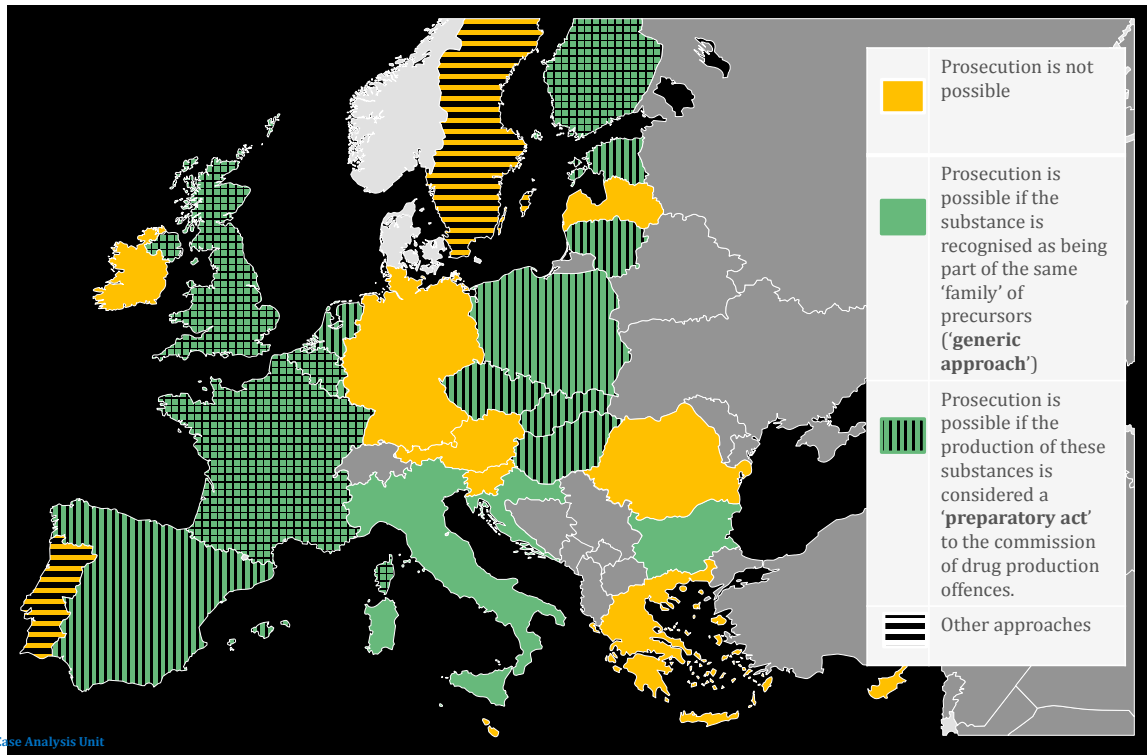 Prosecution is not
possible
Prosecution is
possible if the
substance is
recognised as being
part of the same
‘family’ of
precursors
(‘generic
approach’)
Prosecution is
possible if the
production of these
substances is
considered a
‘preparatory act’
to the commission
of drug production
offences.
Other approaches
Case Analysis Unit